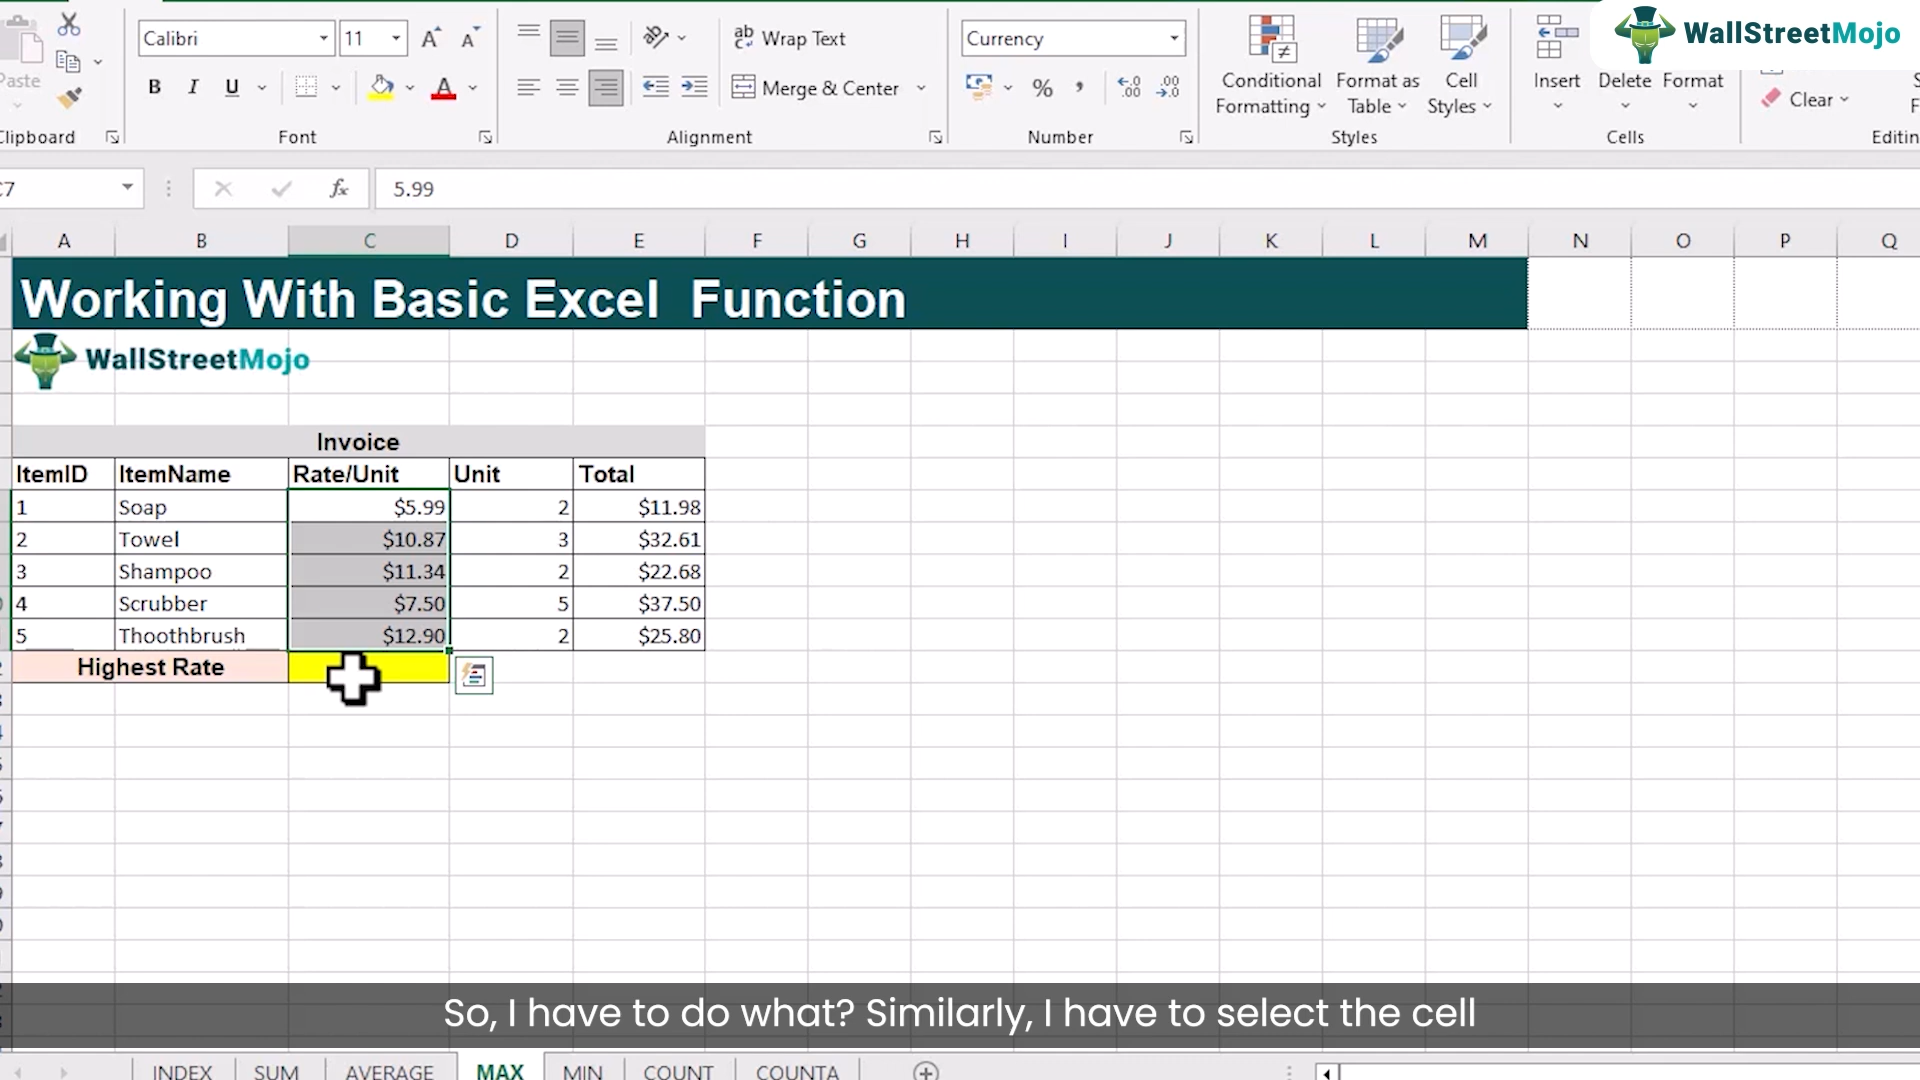 WallStreetMojo
Paste
Calibri
11
B I U
A
Wrap Text
Merge & Center
Currency
%
Conditional Formatting
Format as Table
Cell Styles
Insert
Delete
Format
Clear
Clipboard
Font
Alignment
Number
Styles
Cells
Editin
C7
fx
5.99
A B C D E F G H I J K L M N O P Q
Working With Basic Excel Function
WallStreetMojo
Invoice
ItemID ItemName Rate/Unit Unit Total
1 Soap $5.99 2 $11.98
2 Towel $10.87 3 $32.61
3 Shampoo $11.34 2 $22.68
4 Scrubber $7.50 5 $37.50
5 Thoothbrush $12.90 2 $25.80
Highest Rate
So, I have to do what? Similarly, I have to select the cell
INDEX SUM AVERAGE MAX MIN COUNT COUNTA